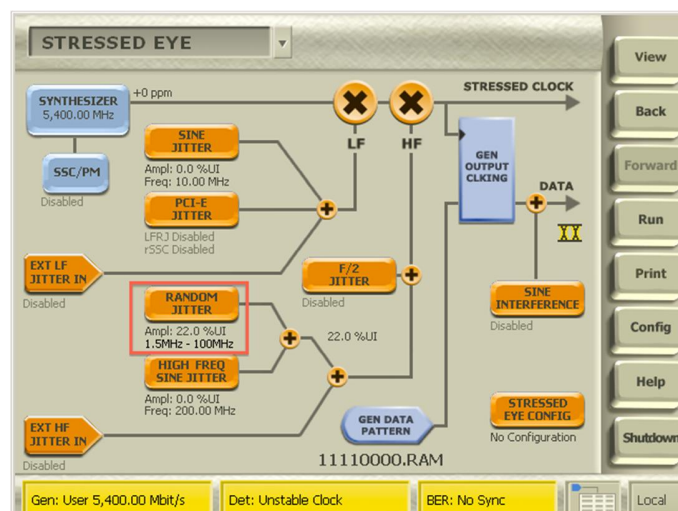 STRESSED EYE
View
SYNTHESIZER
5,400.00 MHz
+0 ppm
STRESSED CLOCK
Back
SINE
JITTER
LF
HF
SSC/PM
Disabled
Ampl: 0.0 %UI
Freq: 10.00 MHz
GEN
OUTPUT
CLKING
Forward
DATA
PCI-E
JITTER
LFRJ Disabled
rSSC Disabled
Run
EXT LF
JITTER IN
Disabled
F/2
JITTER
Disabled
Print
RANDOM
JITTER
Ampl: 22.0 %UI
1.5MHz - 100MHz
22.0 %UI
SINE
INTERFERENCE
Disabled
Config
HIGH FREQ
SINE JITTER
Ampl: 0.0 %UI
Freq: 200.00 MHz
Help
EXT HF
JITTER IN
Disabled
GEN DATA
PATTERN
11110000.RAM
STRESSED
EYE CONFIG
No Configuration
Shutdown
Gen: User 5,400.00 Mbit/s
Det: Unstable Clock
BER: No Sync
Local